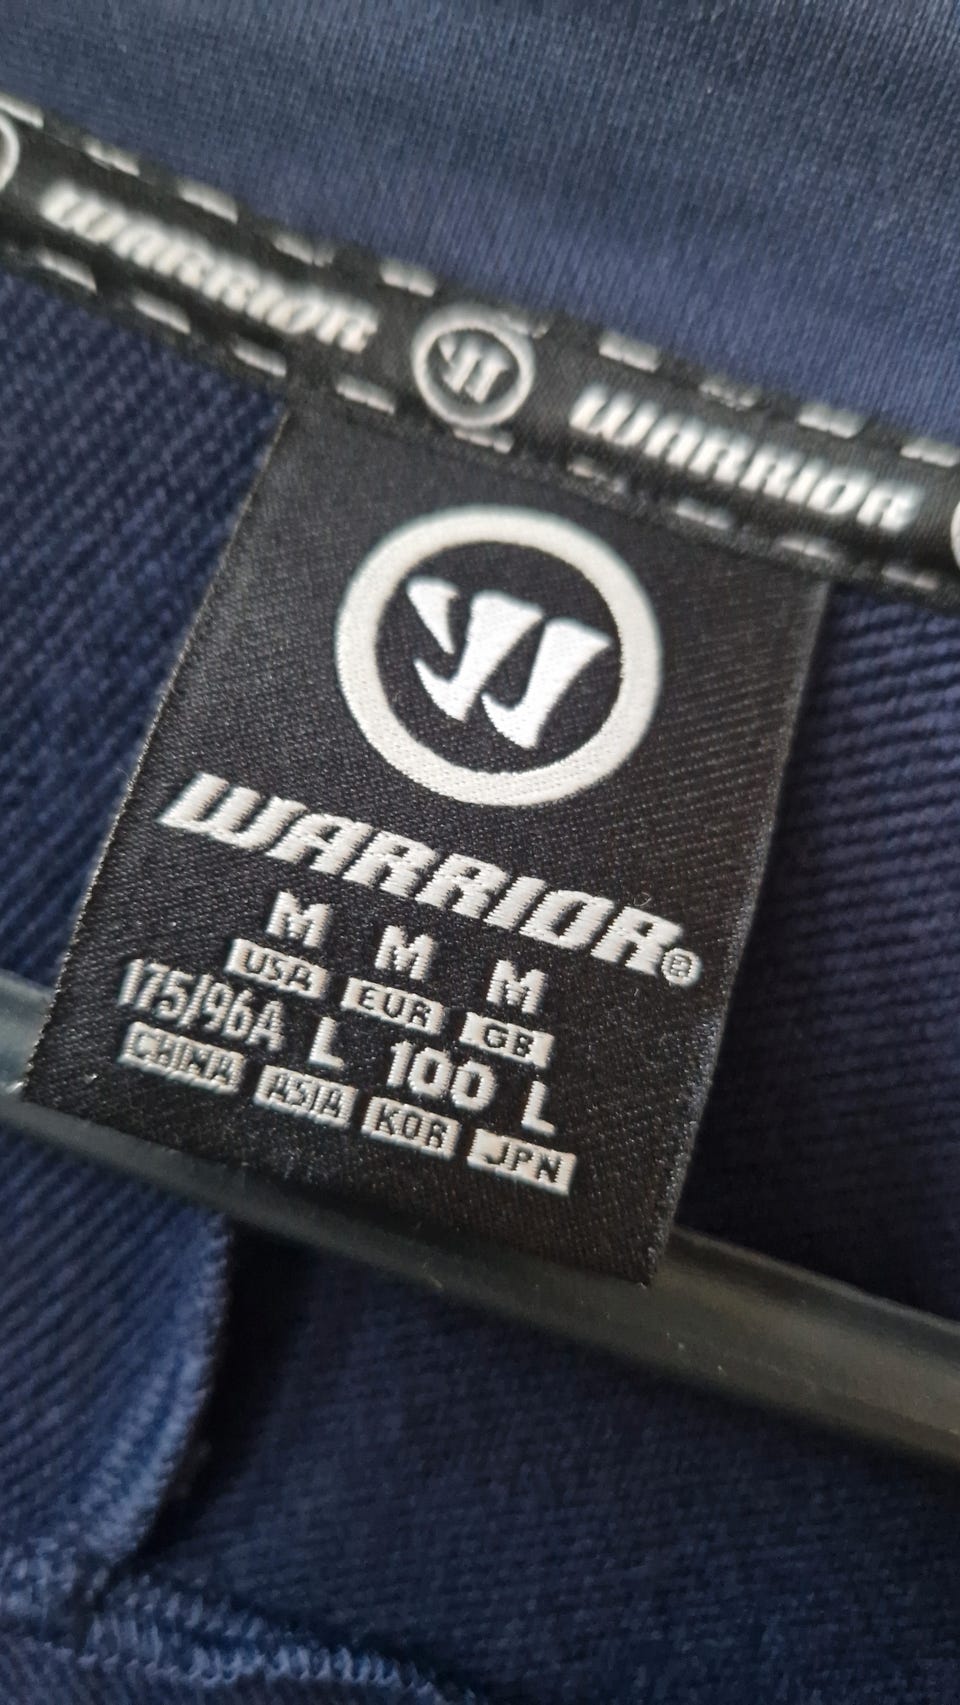 WARRIOR
WARRIOR
WARRIOR®
M M M
USA EUR GB
175/96A L 100 L
CHINA ASIA KOR JPN